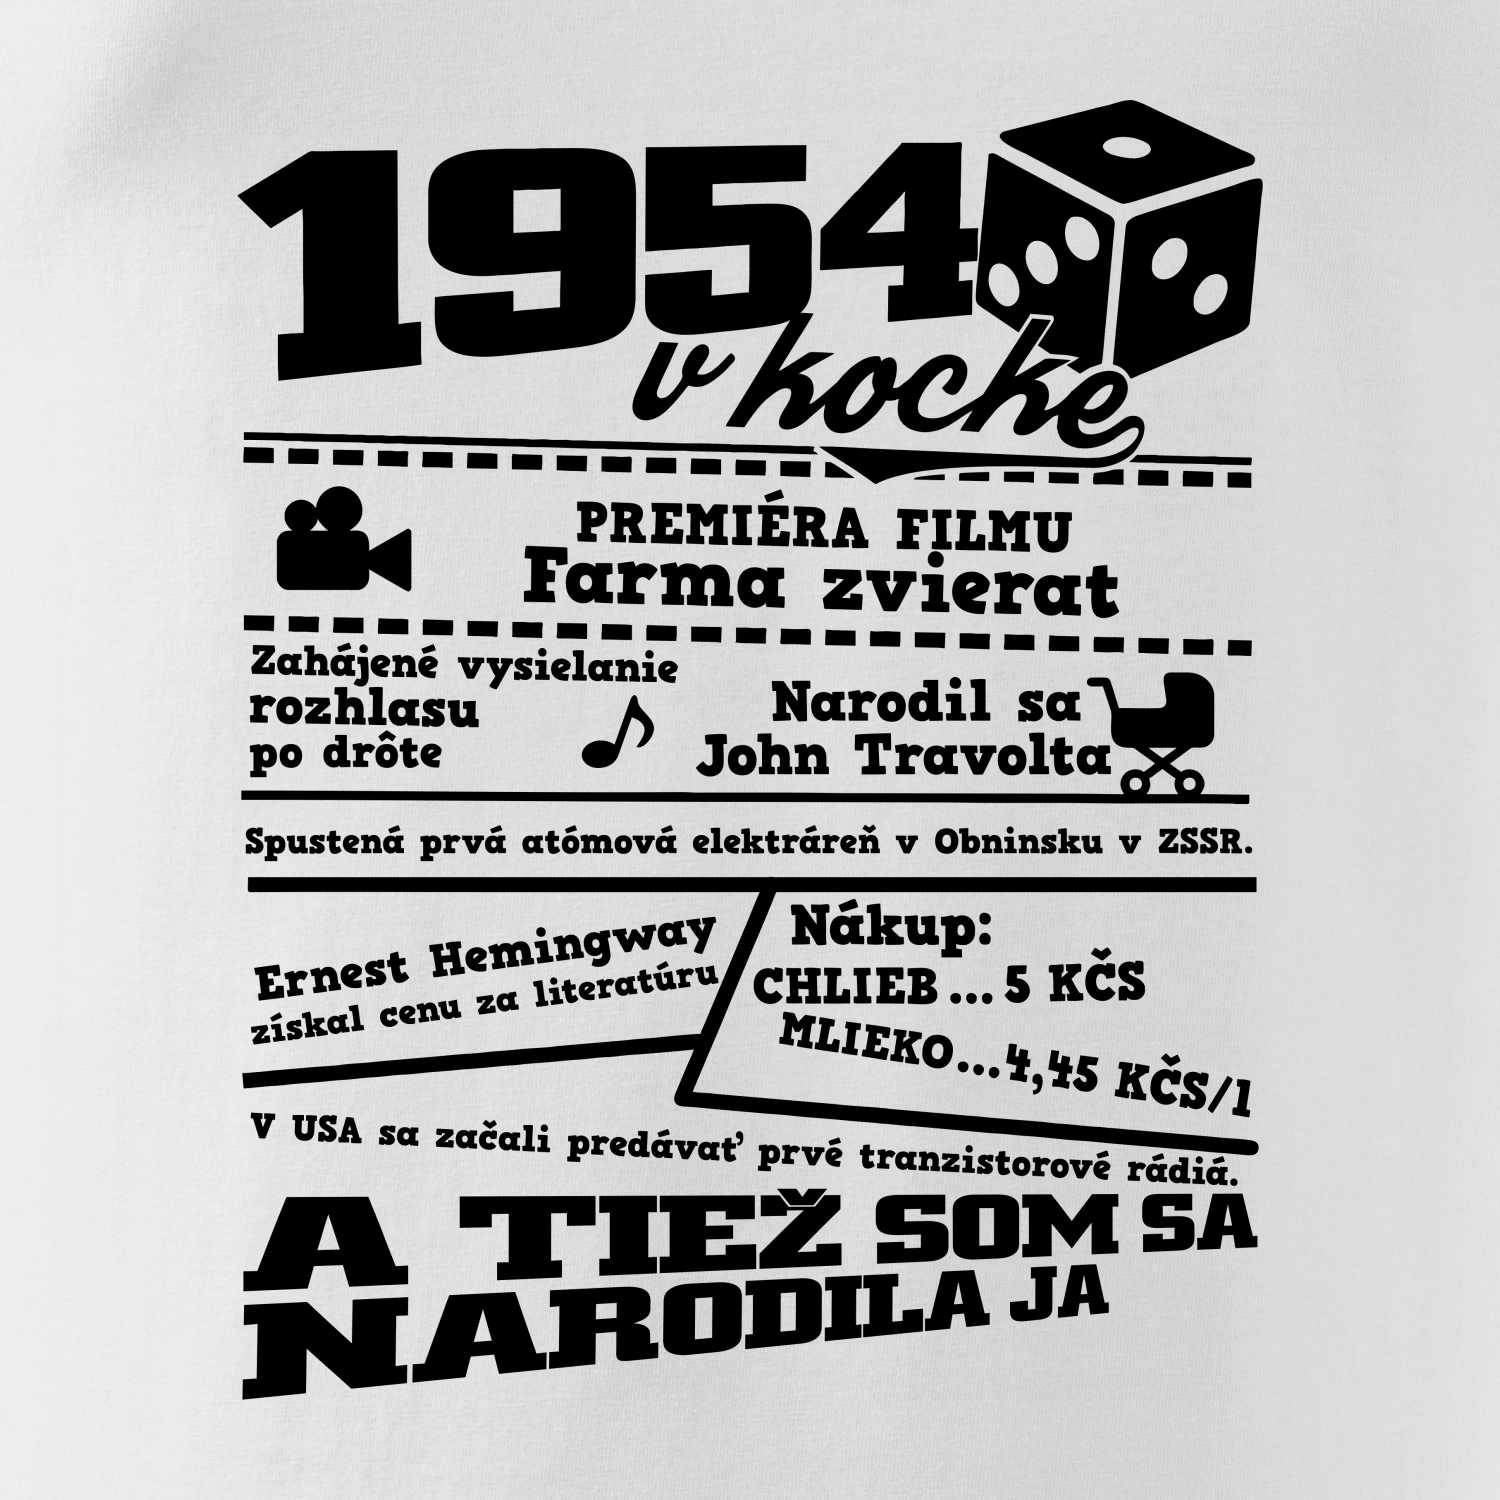 1954
v kocke
PREMIÉRA FILMU
Farma zvierat
Zahájené vysielanie
rozhlasu
po drôte
Narodil sa
John Travolta
Spustená prvá atómová elektráreň v Obninsku v ZSSR.
Ernest Hemingway
získal cenu za literatúru
Nákup:
CHLIEB...5 KČS
MLIEKO...4,45 KČS/l
V USA sa začali predávať prvé tranzistorové rádiá.
A TIEŽ SOM SA
NARODILA JA